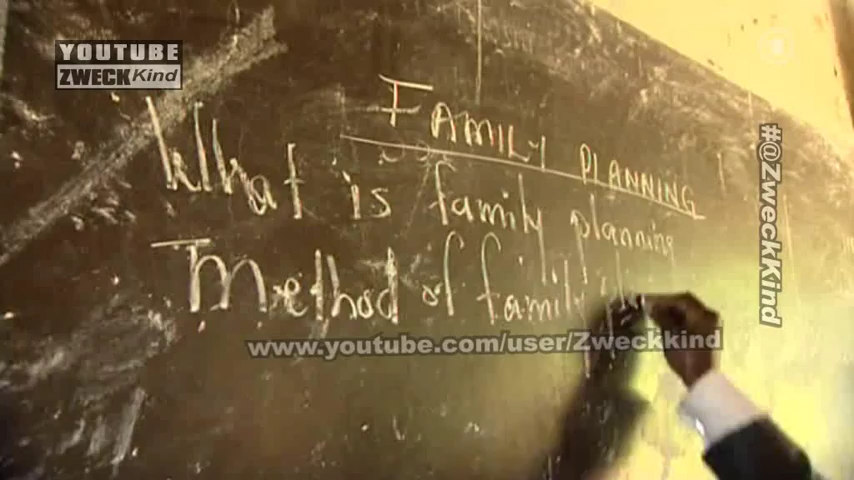 YOUTUBE
ZWECKKind
FAMILY PLANNING
What is family planning
Method of family
www.youtube.com/user/Zweckkind
#@ZweckKind